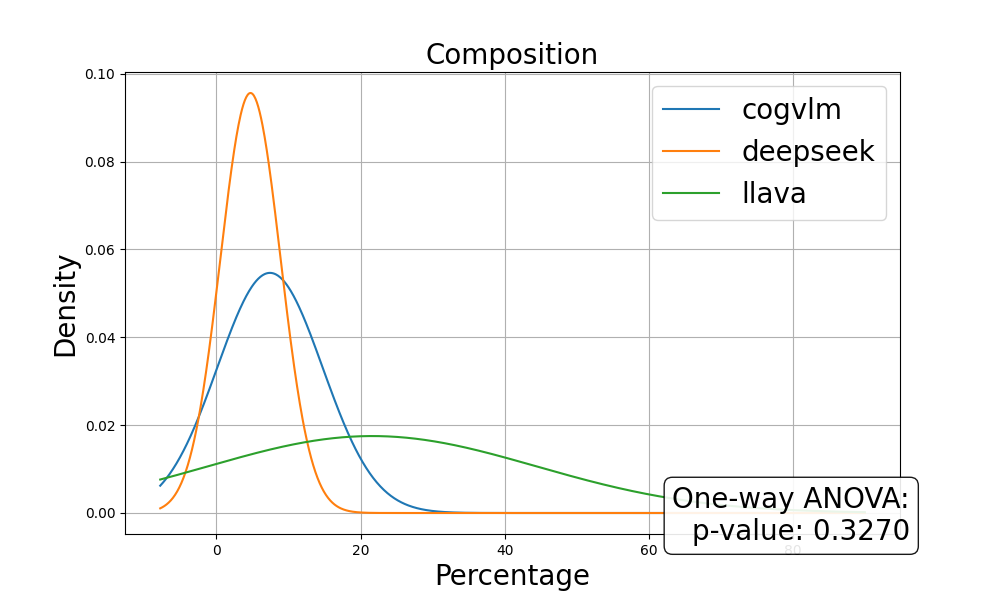 Composition
cogvlm
deepseek
llava
Density
0.10
0.08
0.06
0.04
0.02
0.00
0
20
40
60
80
Percentage
One-way ANOVA:
p-value: 0.3270